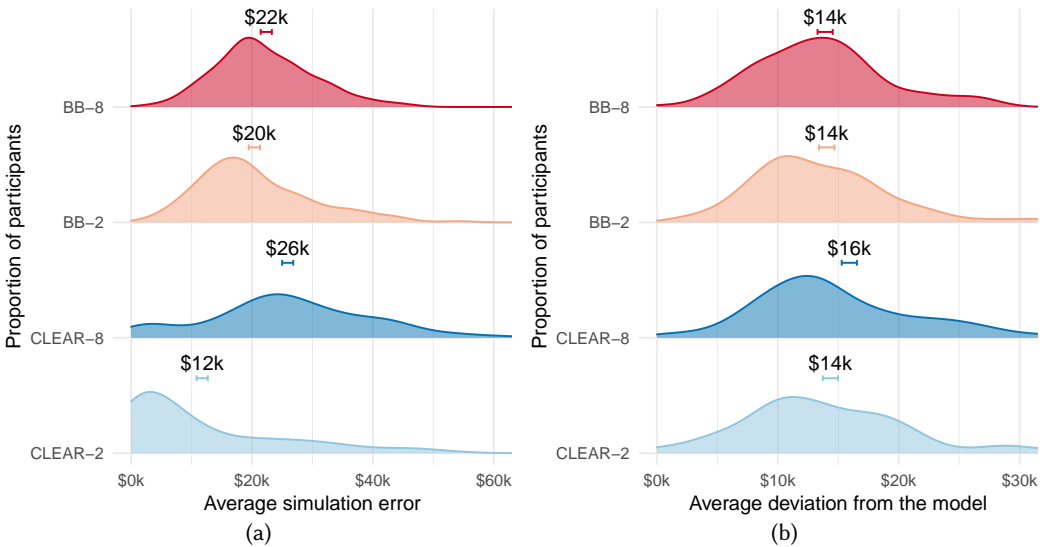 Proportion of participants
BB−8
$22k
BB−2
$20k
CLEAR−8
$26k
CLEAR−2
$12k
$0k $20k $40k $60k
Average simulation error
(a)
Proportion of participants
BB−8
$14k
BB−2
$14k
CLEAR−8
$16k
CLEAR−2
$14k
$0k $10k $20k $30k
Average deviation from the model
(b)